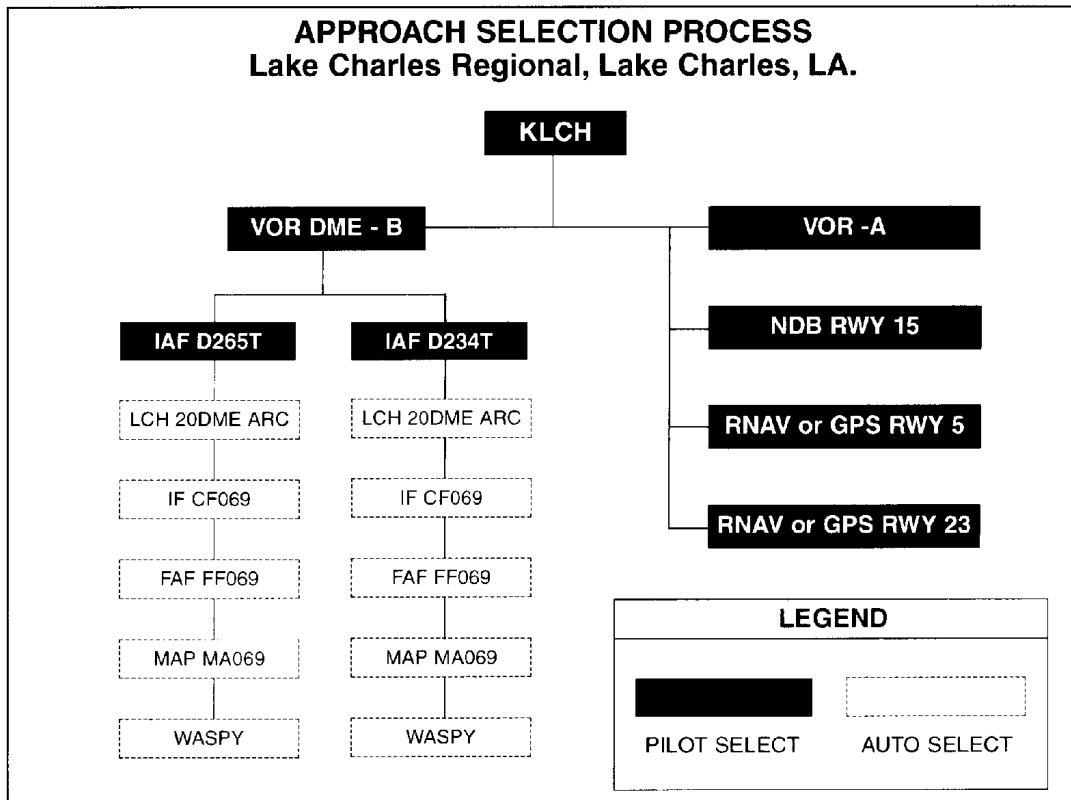 APPROACH SELECTION PROCESS
Lake Charles Regional, Lake Charles, LA.
KLCH
VOR DME - B
VOR -A
IAF D265T
IAF D234T
NDB RWY 15
LCH 20DME ARC
LCH 20DME ARC
RNAV or GPS RWY 5
IF CF069
IF CF069
RNAV or GPS RWY 23
FAF FF069
FAF FF069
MAP MA069
MAP MA069
WASPY
WASPY
LEGEND
PILOT SELECT
AUTO SELECT